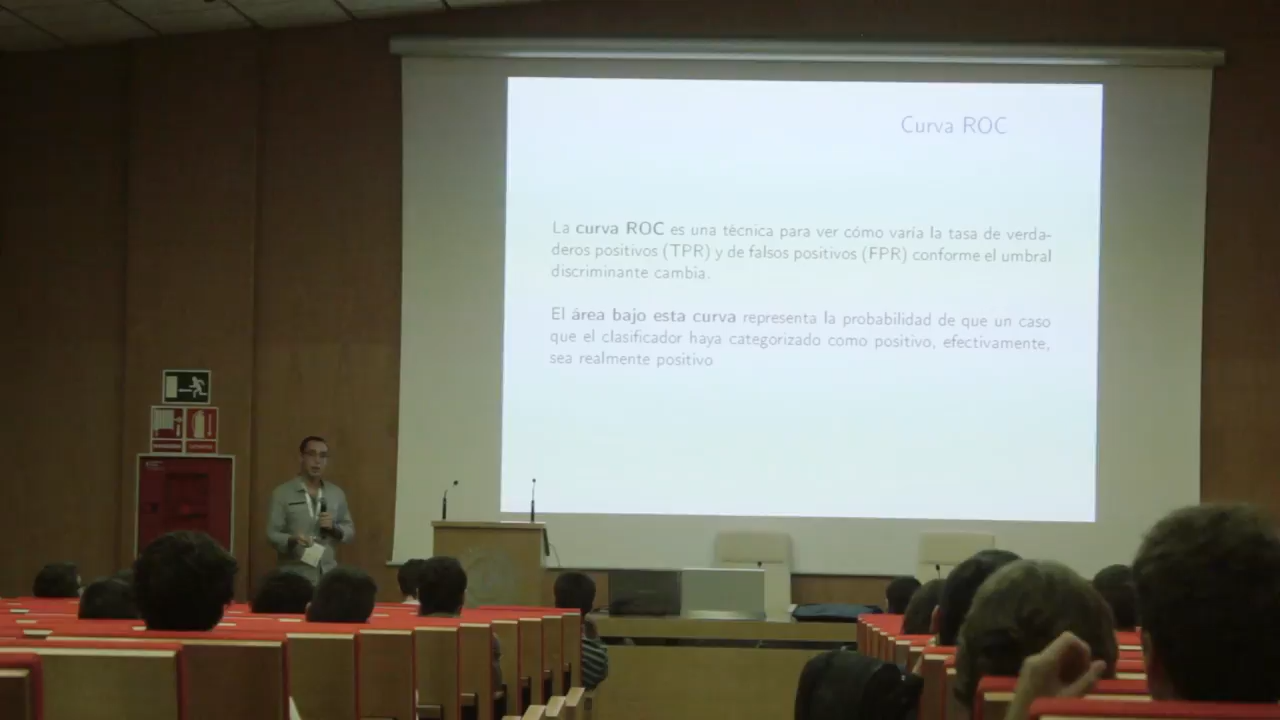 Curva ROC
La curva ROC es una técnica para ver cómo varía la tasa de verda-
deros positivos (TPR) y de falsos positivos (FPR) conforme el umbral
discriminante cambia.
El área bajo esta curva representa la probabilidad de que un caso
que el clasificador haya categorizado como positivo, efectivamente,
sea realmente positivo